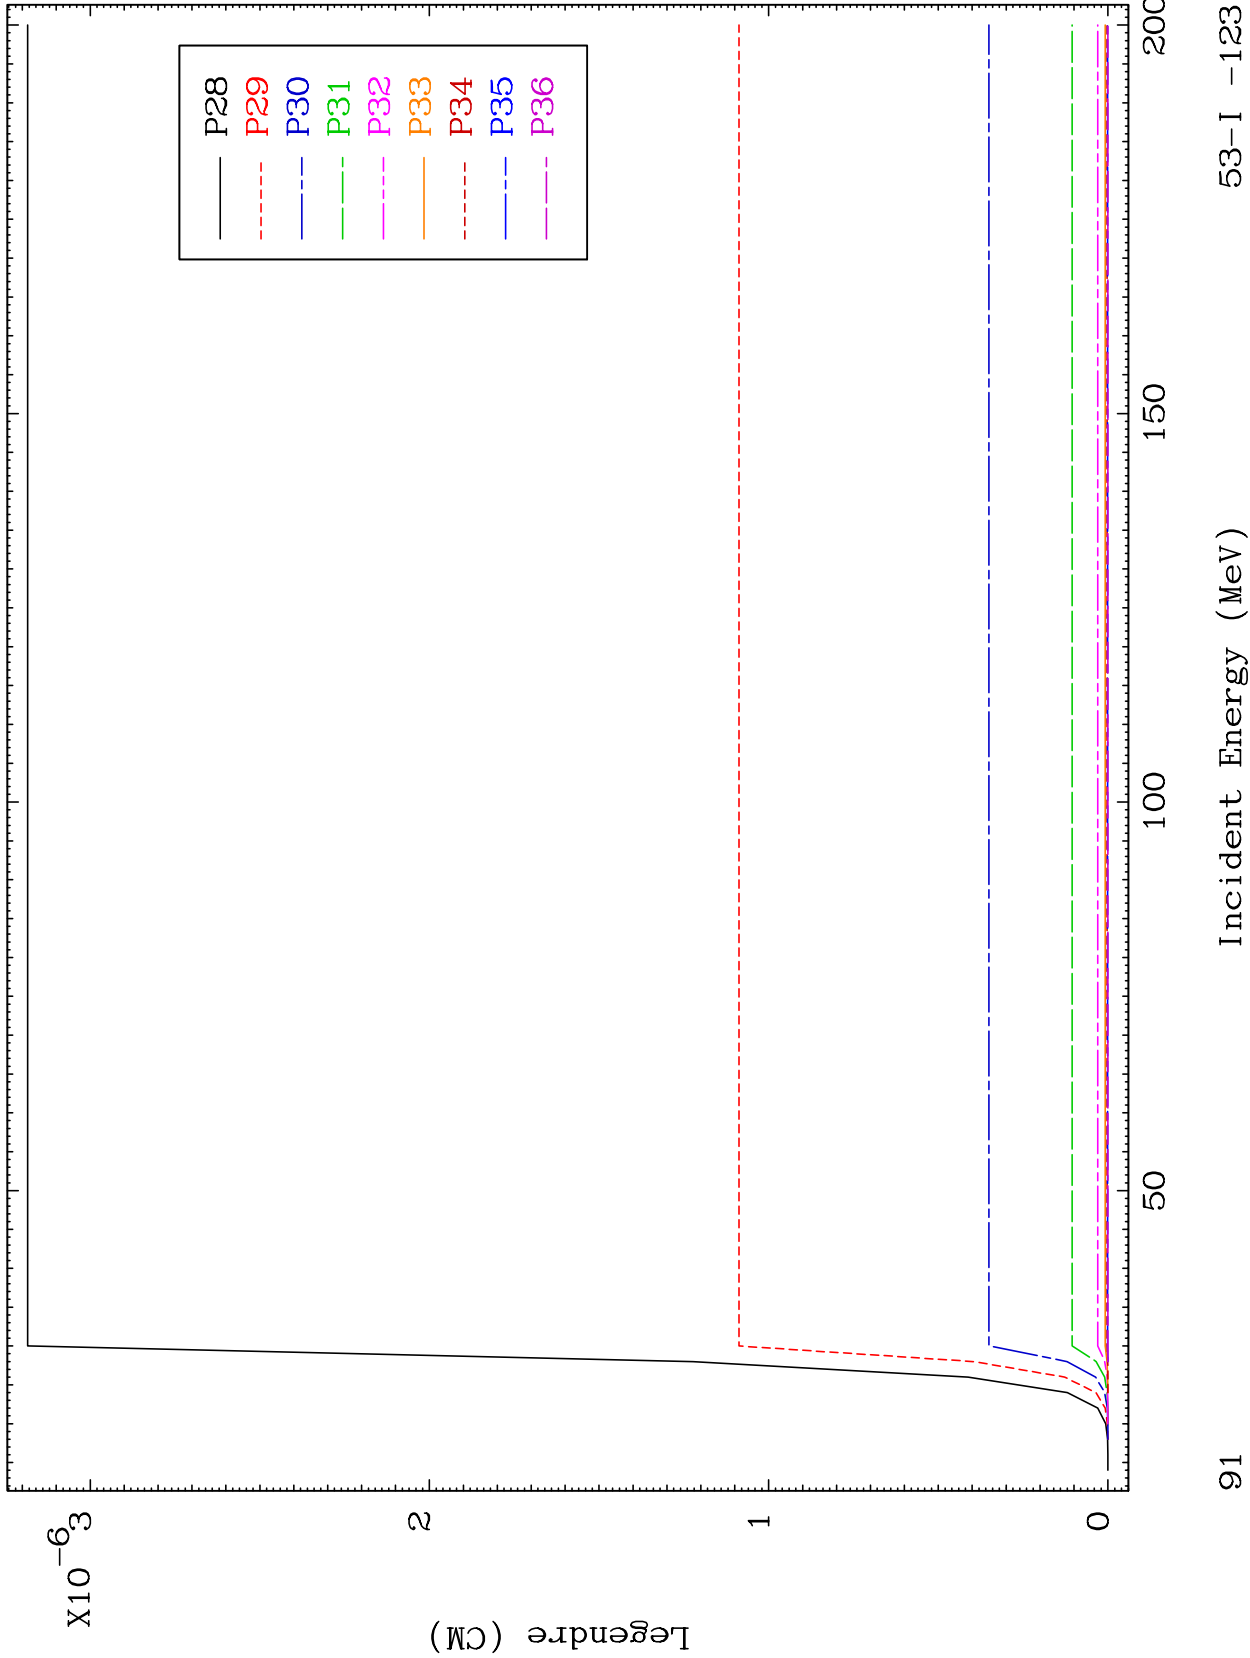 X10-6
3
2
1
0
Legendre (CM)
P28
P29
P30
P31
P32
P33
P34
P35
P36
50
100
150
200
Incident Energy (MeV)
91
53-I -123